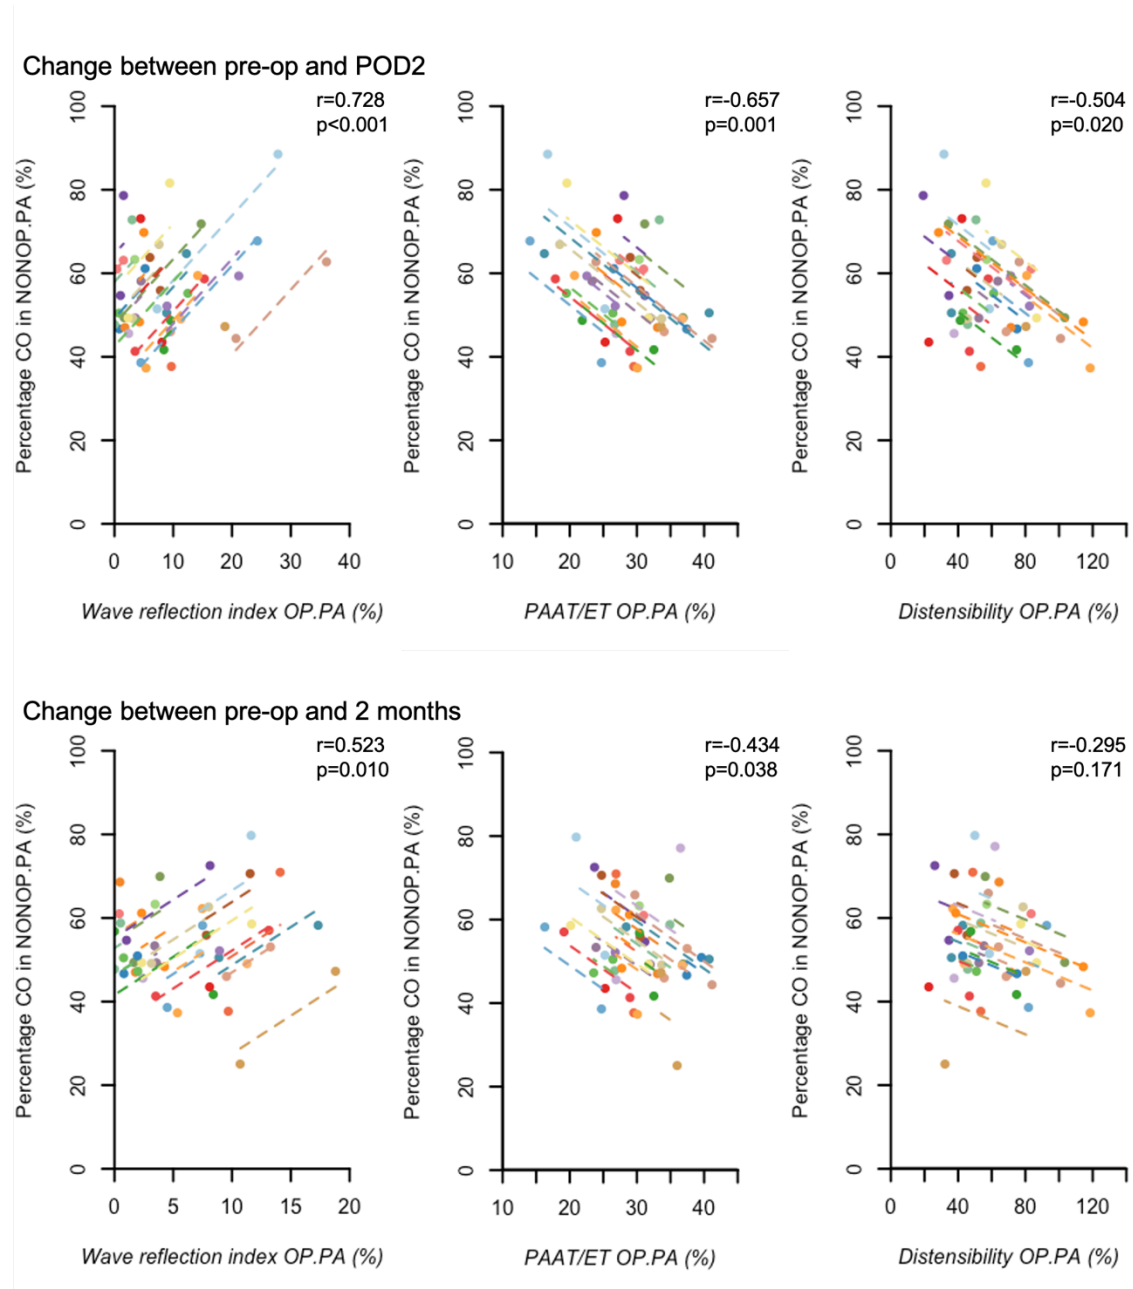 Change between pre-op and POD2
r=0.728
p<0.001
Percentage CO in NONOP.PA (%)
0 20 40 60 80 100
0 10 20 30 40
Wave reflection index OP.PA (%)
r=-0.657
p=0.001
Percentage CO in NONOP.PA (%)
0 20 40 60 80 100
10 20 30 40
PAAT/ET OP.PA (%)
r=-0.504
p=0.020
Percentage CO in NONOP.PA (%)
0 20 40 60 80 100
0 40 80 120
Distensibility OP.PA (%)
Change between pre-op and 2 months
r=0.523
p=0.010
Percentage CO in NONOP.PA (%)
0 20 40 60 80 100
0 5 10 15 20
Wave reflection index OP.PA (%)
r=-0.434
p=0.038
Percentage CO in NONOP.PA (%)
0 20 40 60 80 100
10 20 30 40
PAAT/ET OP.PA (%)
r=-0.295
p=0.171
Percentage CO in NONOP.PA (%)
0 20 40 60 80 100
0 40 80 120
Distensibility OP.PA (%)